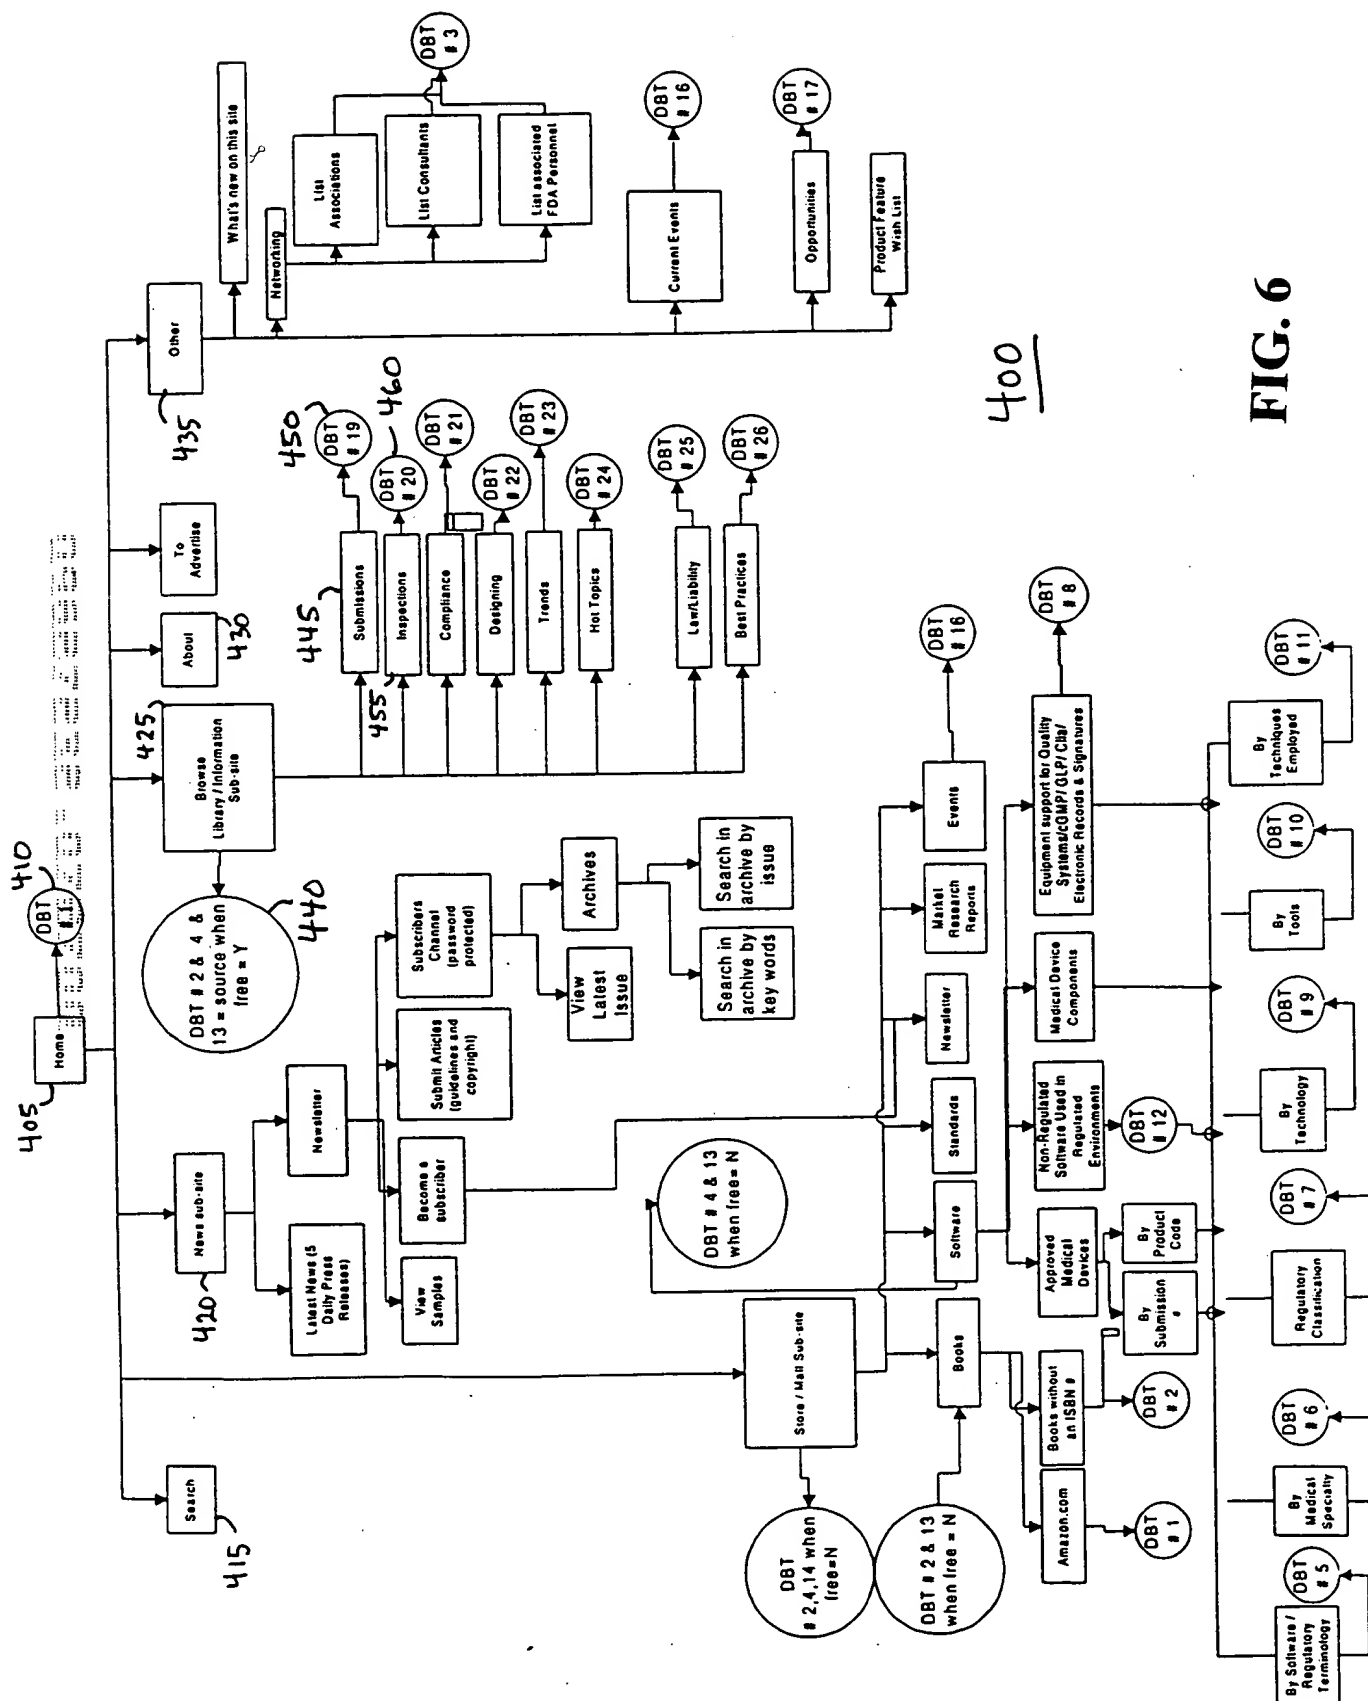 405
Home
410
DBT
# 1
415
Search
420
News sub-site
Latest News (5
Daily Press
Releases)
Newsletter
View
Samples
Become a
subscriber
Submit Articles
(guidelines and
copyright)
Subscribers
Channel
(password
protected)
View
Latest
Issue
Archives
Search in
archive by
key words
Search in
archive by
issue
425
Browse
Library / Information
Sub-site
DBT # 2 & 4 &
13 = source when
free = Y
440
430
About
To
Advertise
435
Other
445
Submissions
450
DBT
# 19
455
Inspections
460
DBT
# 20
Compliance
DBT
# 21
Designing
DBT
# 22
Trends
DBT
# 23
Hot Topics
DBT
# 24
Law/Liability
DBT
# 25
Best Practices
DBT
# 26
What's new on this site
Networking
List
Associations
List Consultants
List associated
FDA Personnel
DBT
# 3
Current Events
DBT
# 16
Opportunities
DBT
# 17
Product Feature
Wish List
Store / Mall Sub-site
DBT
# 2,4,14 when
free=N
DBT # 2 & 13
when free = N
DBT # 4 & 13
when free= N
Books
Software
Standards
Newsletter
Market
Research
Reports
Events
DBT
# 16
Amazon.com
DBT
# 1
Books without
an ISBN #
DBT
# 2
Approved
Medical
Devices
By
Submission
#
By
Product
Code
Non-Regulated
Software Used in
Regulated
Environments
DBT
# 12
Medical Device
Components
Equipment support for Quality
Systems/cGMP/ GLP/ Clia/
Electronic Records & Signatures
DBT
# 8
By Software /
Regulatory
Terminology
DBT
# 5
By
Medical
Specialty
DBT
# 6
Regulatory
Classification
DBT
# 7
By
Technology
DBT
# 9
By
Tools
DBT
# 10
By
Techniques
Employed
DBT
# 11
400
FIG. 6